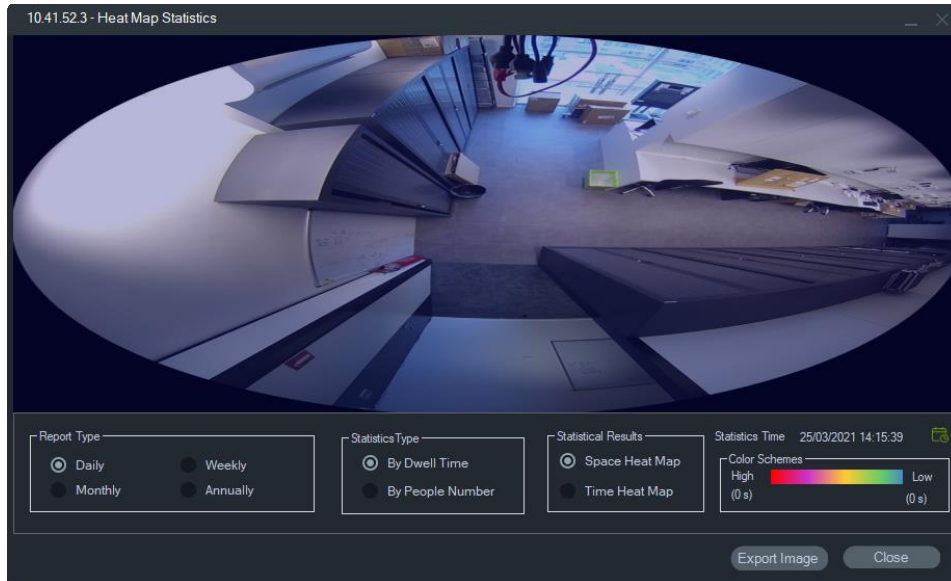 10.41.52.3 - Heat Map Statistics
Report Type
Daily
Weekly
Monthly
Annually
StatisticsType
By Dwell Time
By People Number
Statistical Results
Space Heat Map
Time Heat Map
Statistics Time 25/03/2021 14:15:39
Color Schemes
High
Low
(0 s)
(0 s)
Export Image
Close